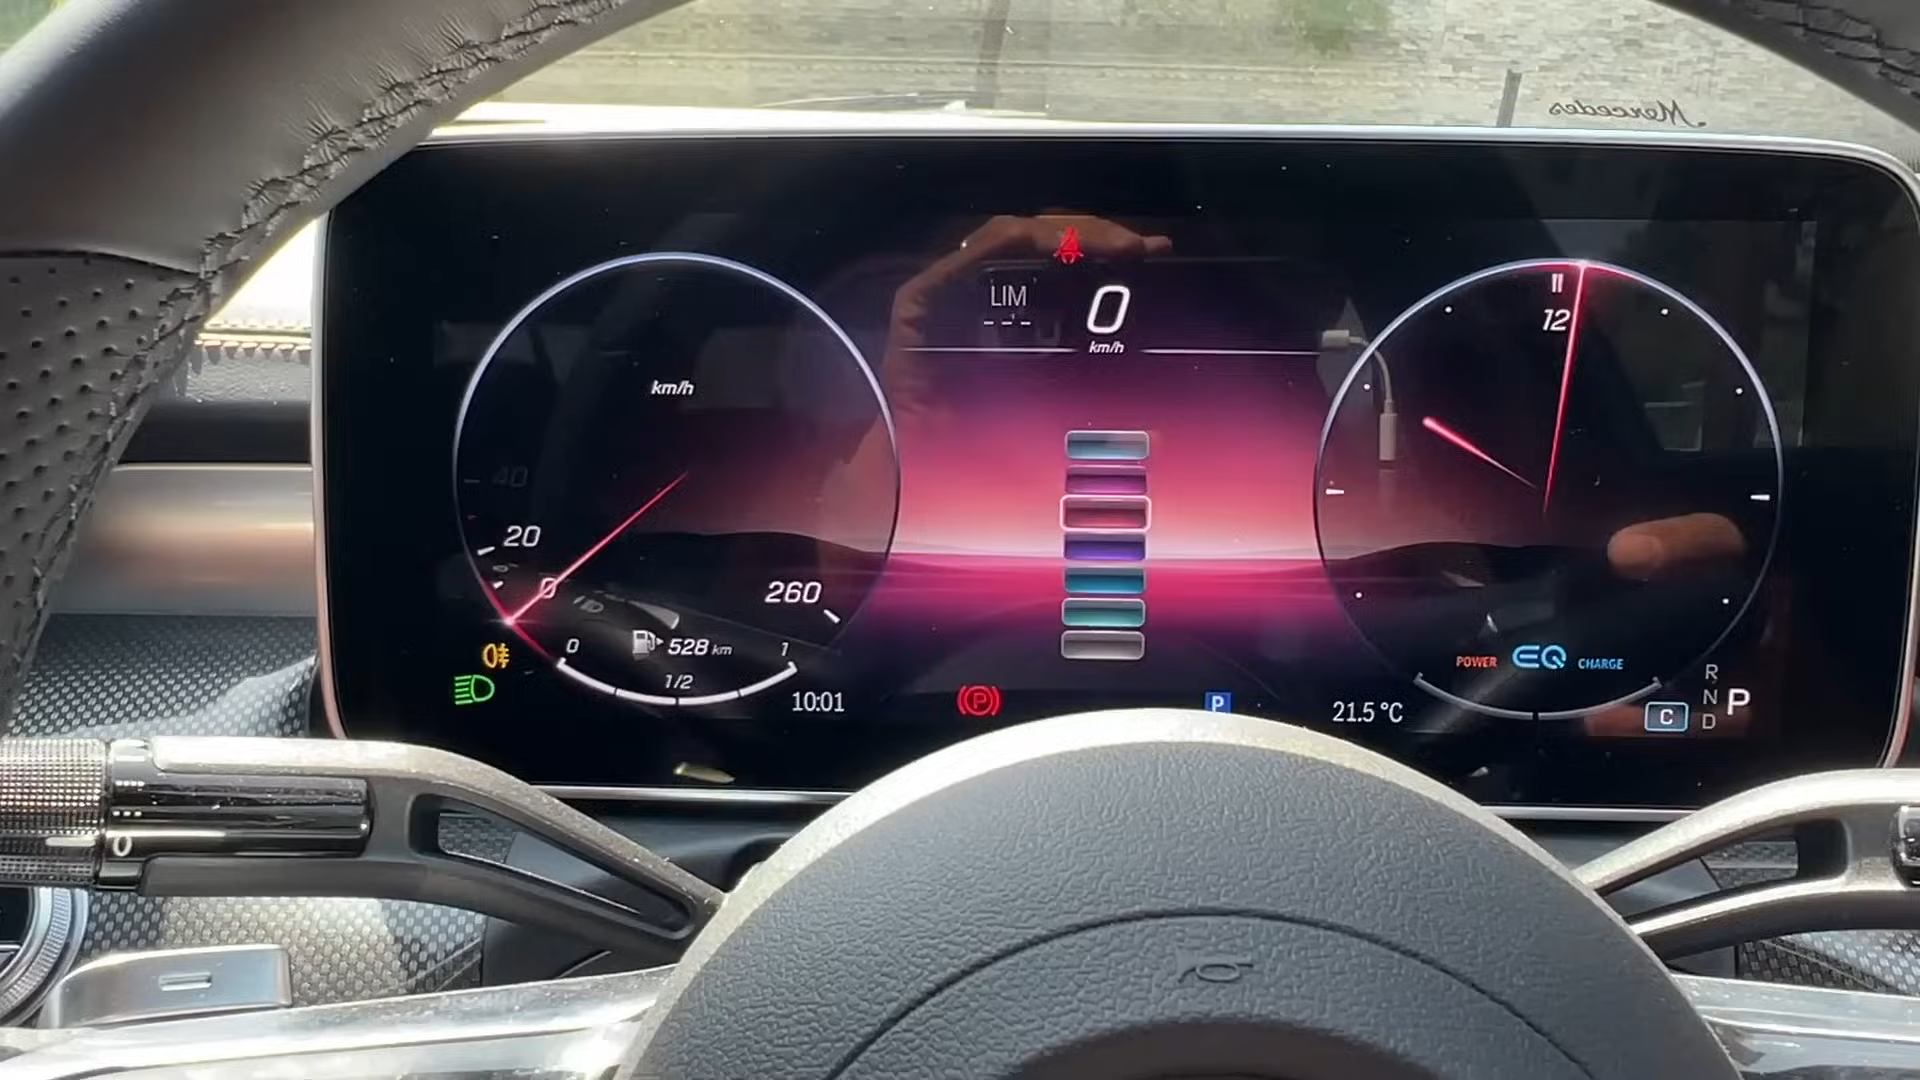 Mercedes
LIM
---
0
km/h
km/h
40
20
0
260
0
528 km
1
1/2
10:01
P
P
21.5 °C
12
POWER
EQ
CHARGE
C
R
N
D
P
0